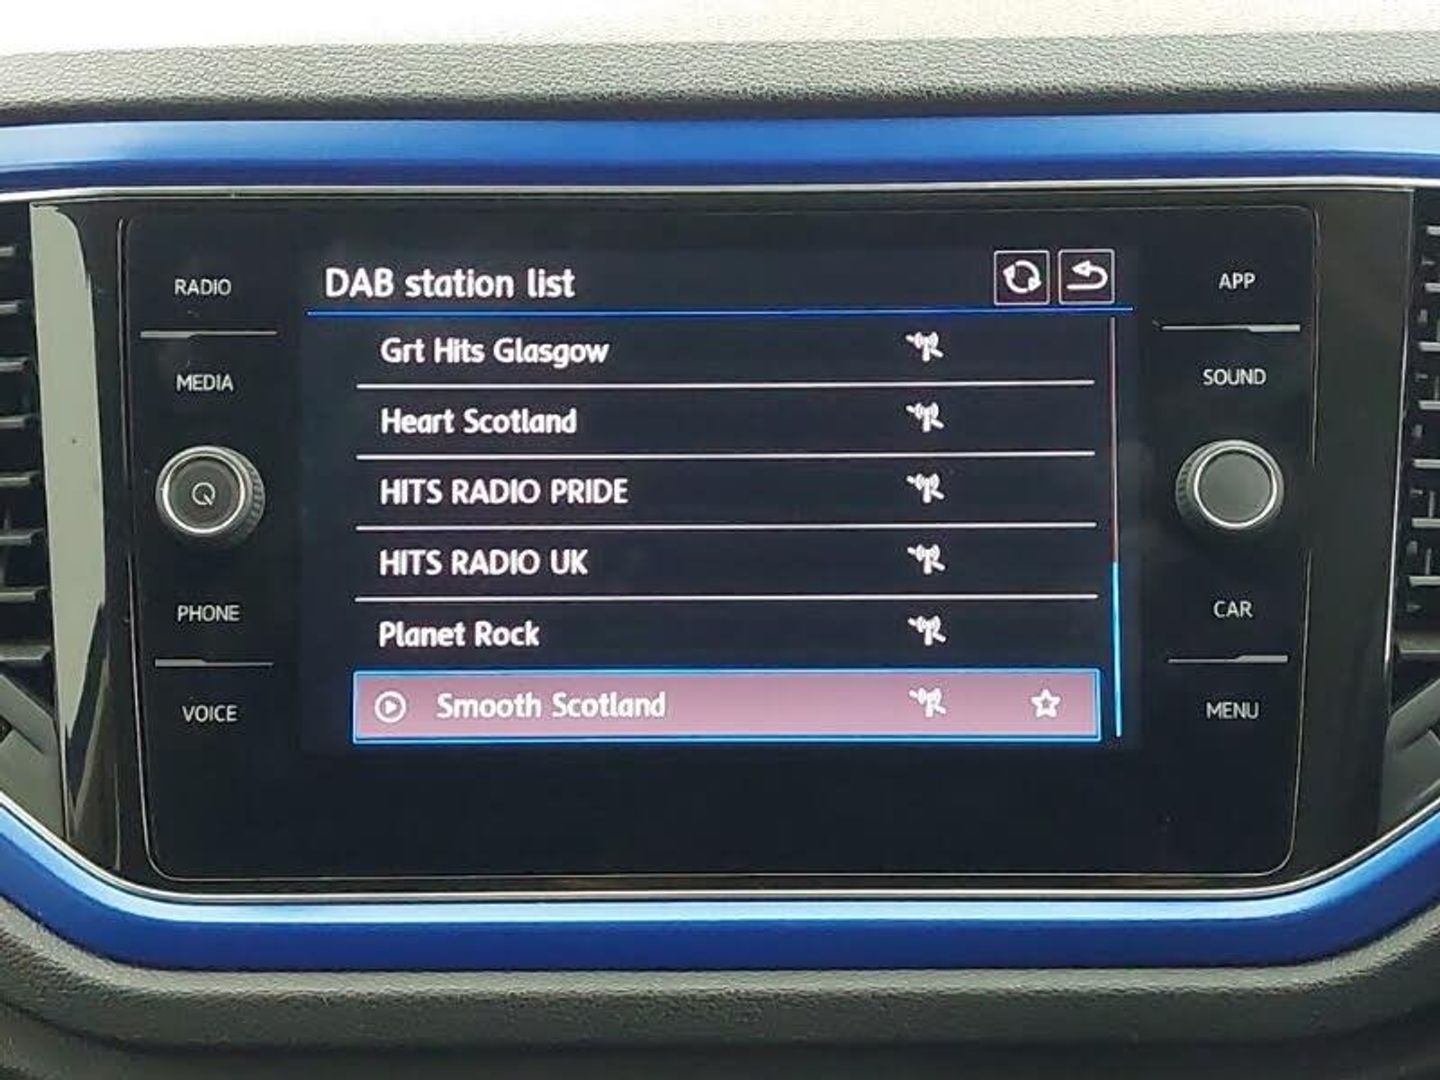 RADIO
MEDIA
PHONE
VOICE
DAB station list
Grt Hits Glasgow
Heart Scotland
HITS RADIO PRIDE
HITS RADIO UK
Planet Rock
Smooth Scotland
APP
SOUND
CAR
MENU